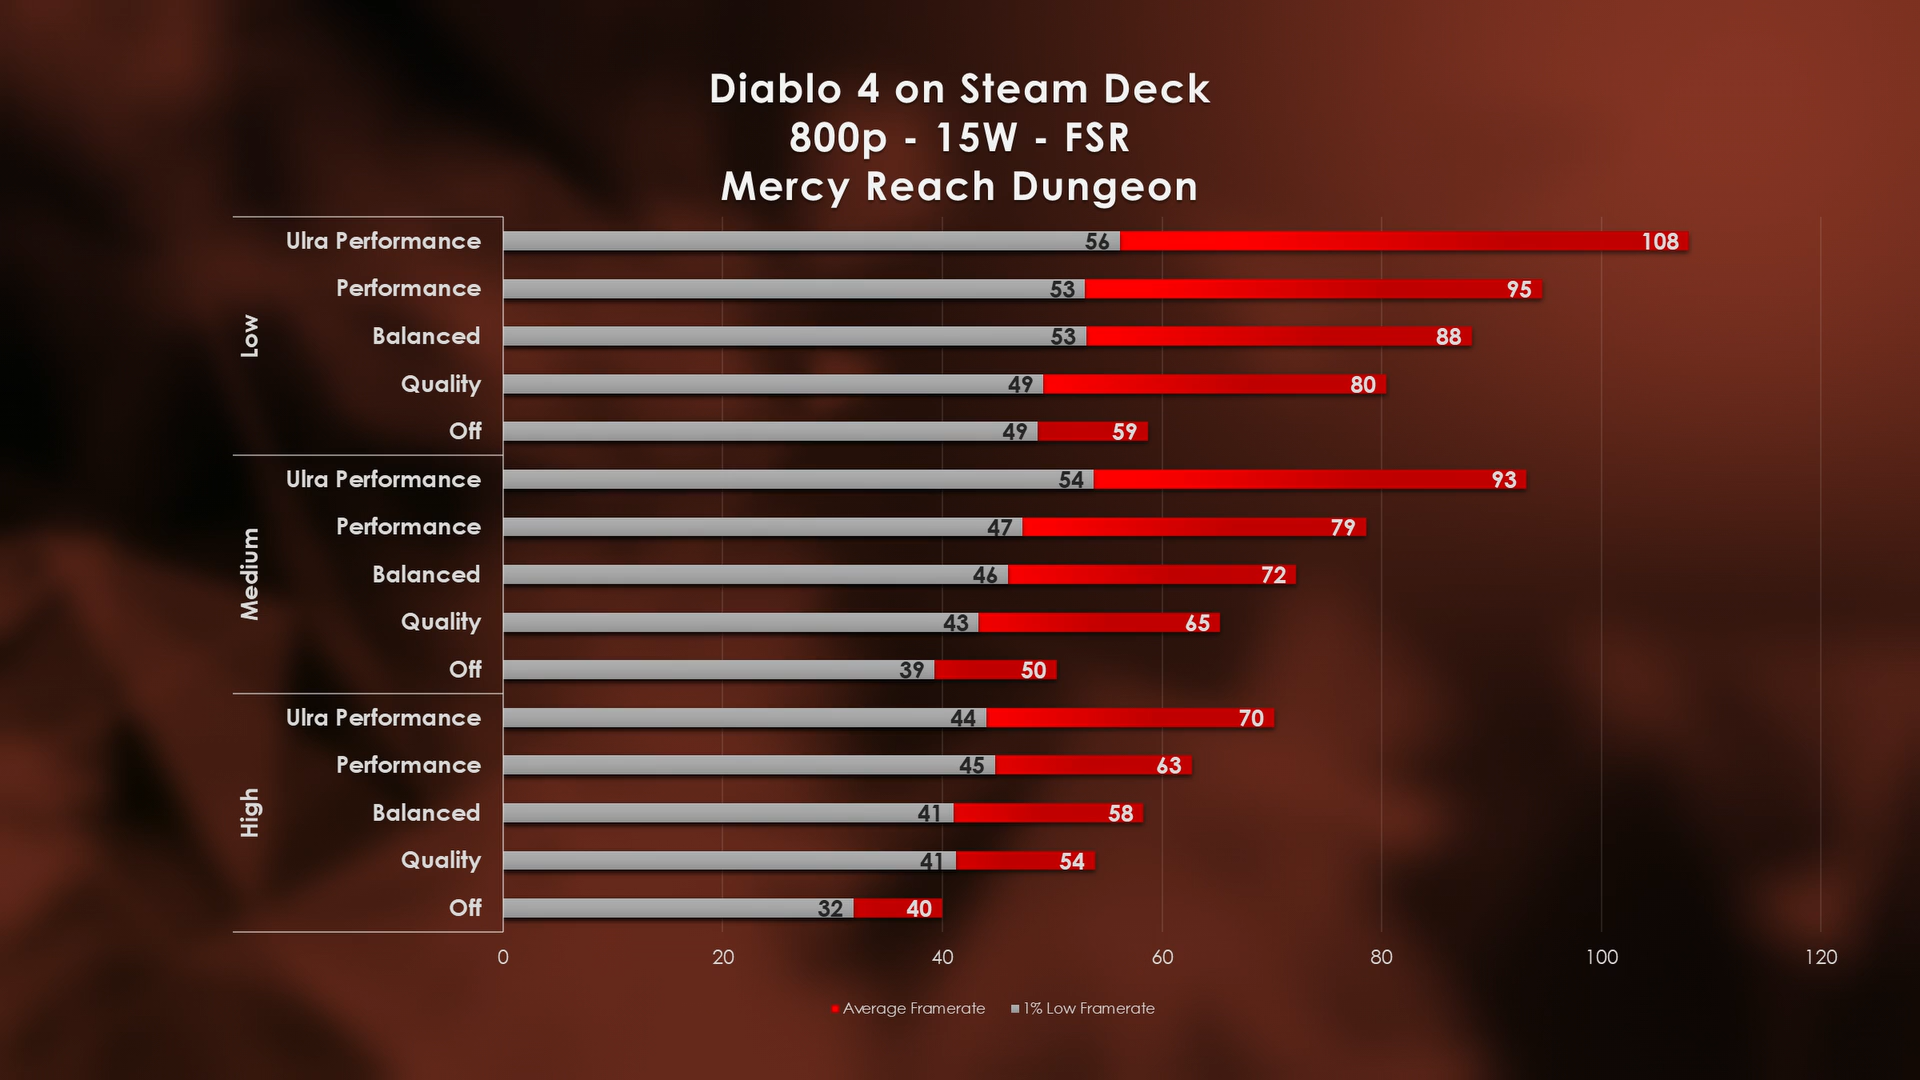 Diablo 4 on Steam Deck
800p - 15W - FSR
Mercy Reach Dungeon
Low
Ulra Performance 56 108
Performance 53 95
Balanced 53 88
Quality 49 80
Off 49 59
Medium
Ulra Performance 54 93
Performance 47 79
Balanced 46 72
Quality 43 65
Off 39 50
High
Ulra Performance 44 70
Performance 45 63
Balanced 41 58
Quality 41 54
Off 32 40
0 20 40 60 80 100 120
Average Framerate 1% Low Framerate